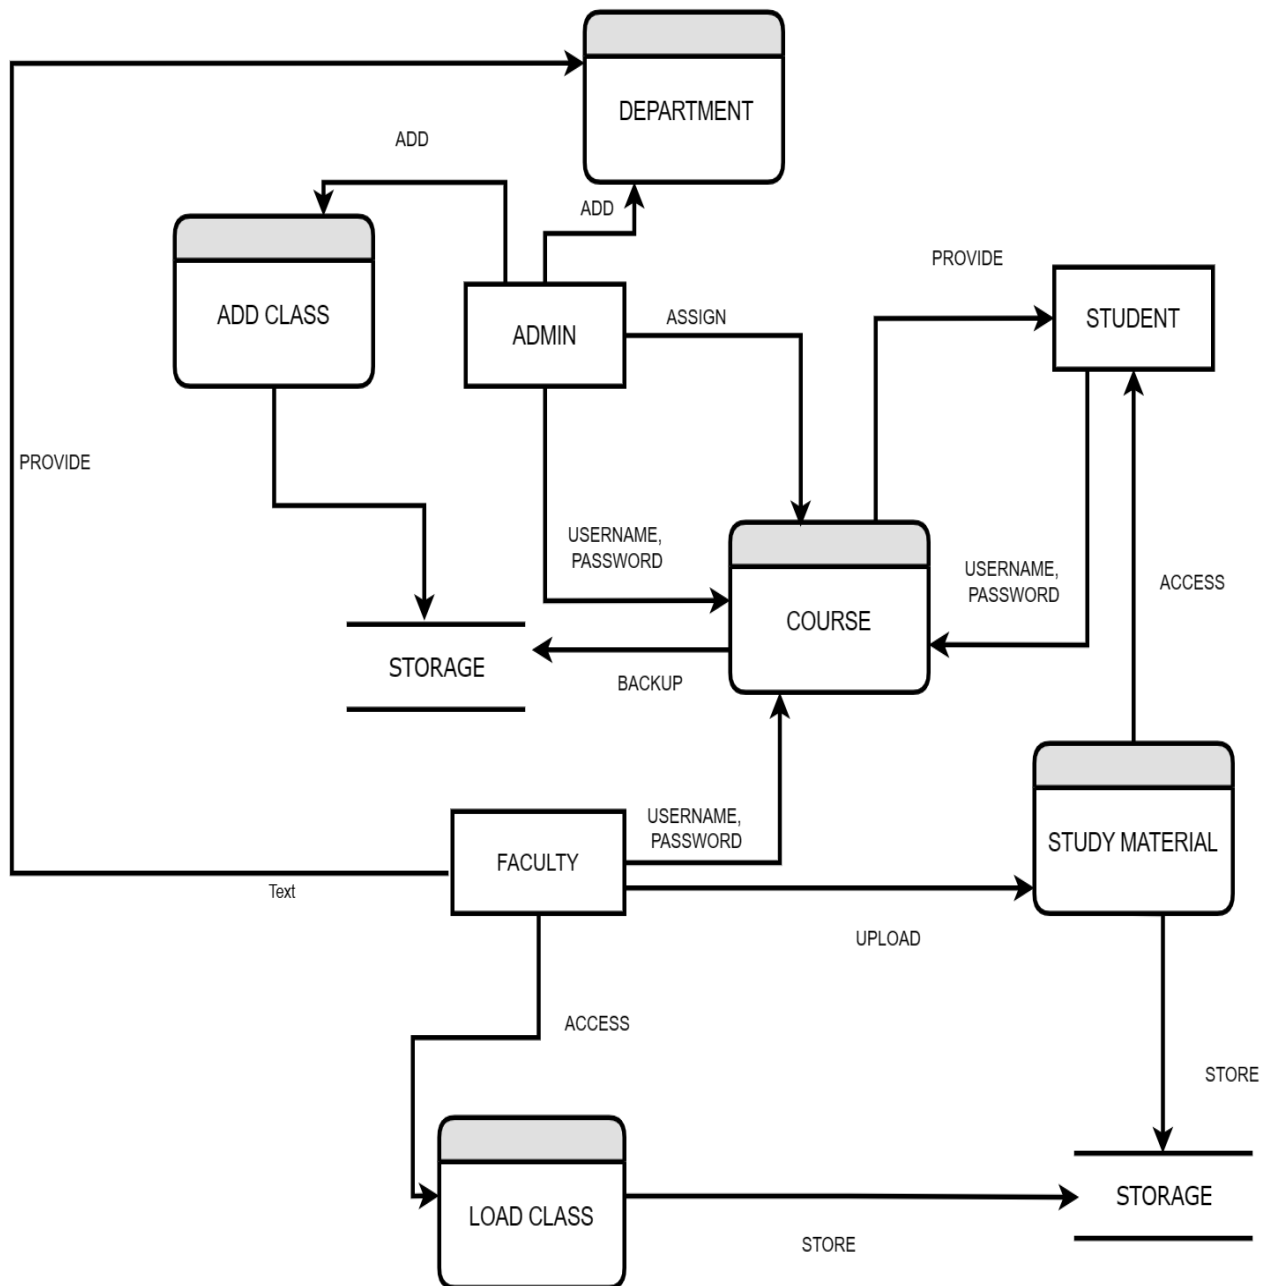 DEPARTMENT
ADD
ADD
PROVIDE
ADD CLASS
ADMIN
ASSIGN
STUDENT
PROVIDE
USERNAME,
PASSWORD
USERNAME,
PASSWORD
ACCESS
COURSE
STORAGE
BACKUP
USERNAME,
PASSWORD
FACULTY
STUDY MATERIAL
Text
UPLOAD
ACCESS
STORE
LOAD CLASS
STORAGE
STORE